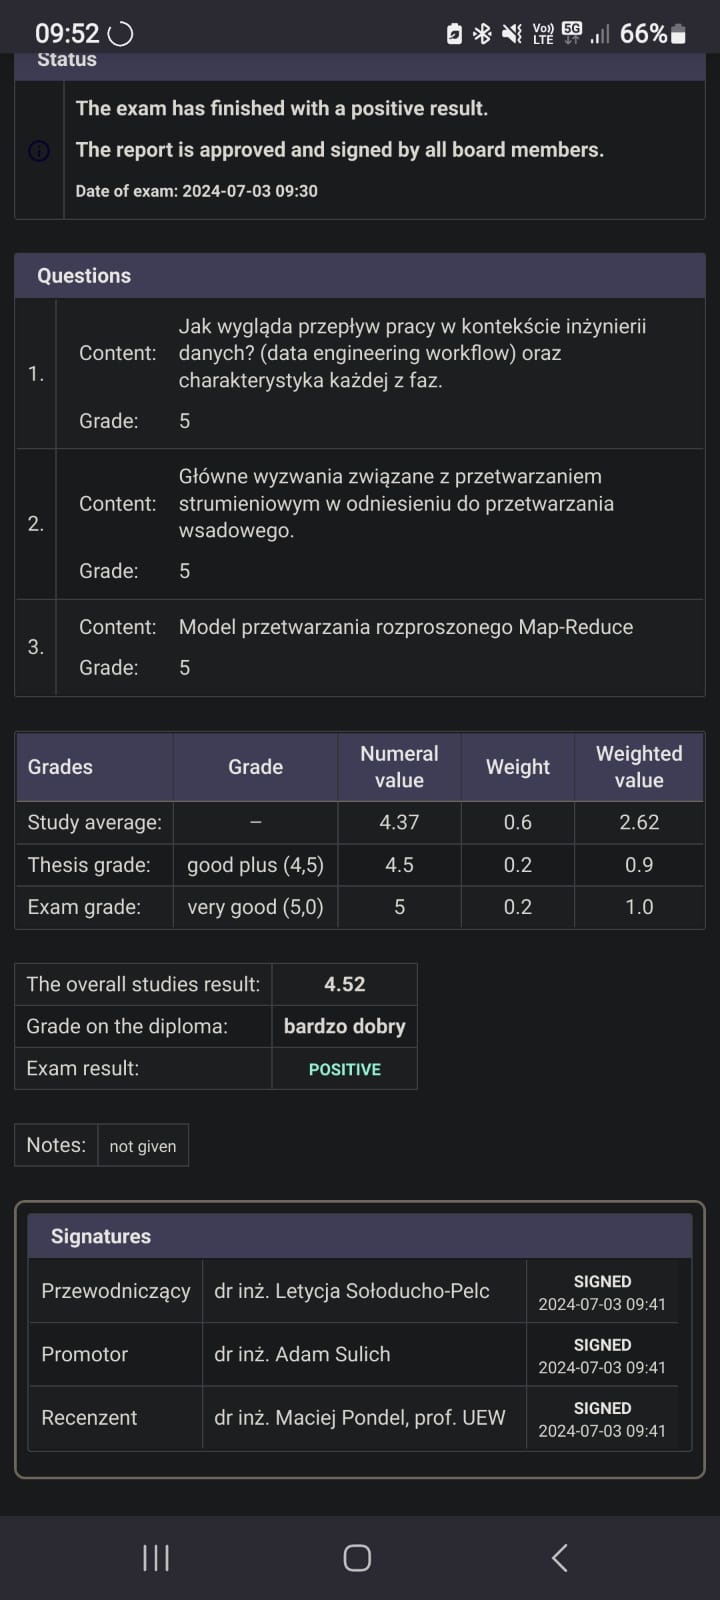 09:52 Vo)) LTE 5G 66%
Status
The exam has finished with a positive result.
The report is approved and signed by all board members.
Date of exam: 2024-07-03 09:30
Questions
1.
Content: Jak wygląda przepływ pracy w kontekście inżynierii
danych? (data engineering workflow) oraz
charakterystyka każdej z faz.
Grade: 5
2.
Content: Główne wyzwania związane z przetwarzaniem
strumieniowym w odniesieniu do przetwarzania
wsadowego.
Grade: 5
3.
Content: Model przetwarzania rozproszonego Map-Reduce
Grade: 5
Grades Grade Numeral value Weight Weighted value
Study average: – 4.37 0.6 2.62
Thesis grade: good plus (4,5) 4.5 0.2 0.9
Exam grade: very good (5,0) 5 0.2 1.0
The overall studies result: 4.52
Grade on the diploma: bardzo dobry
Exam result: POSITIVE
Notes: not given
Signatures
Przewodniczący dr inż. Letycja Sołoducho-Pelc SIGNED
2024-07-03 09:41
Promotor dr inż. Adam Sulich SIGNED
2024-07-03 09:41
Recenzent dr inż. Maciej Pondel, prof. UEW SIGNED
2024-07-03 09:41